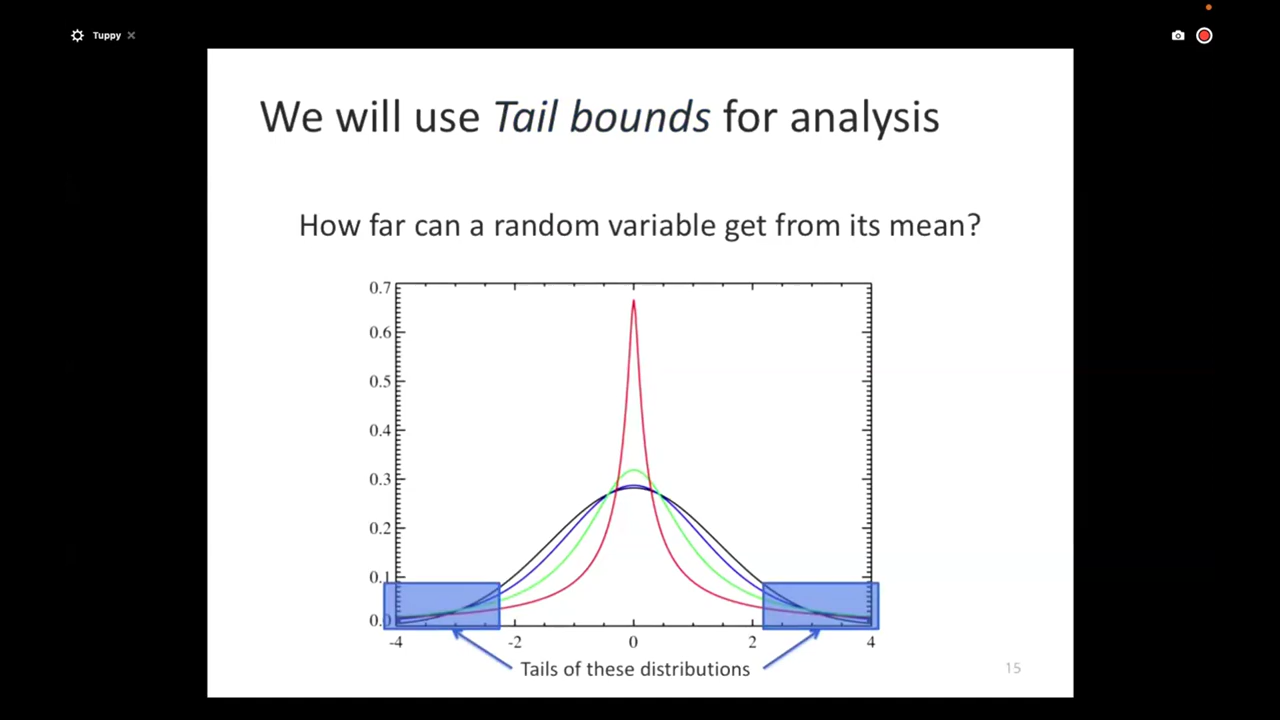 Tuppy
We will use Tail bounds for analysis
How far can a random variable get from its mean?
0.7
0.6
0.5
0.4
0.3
0.2
0.1
0.0
-4 -2 0 2 4
Tails of these distributions
15